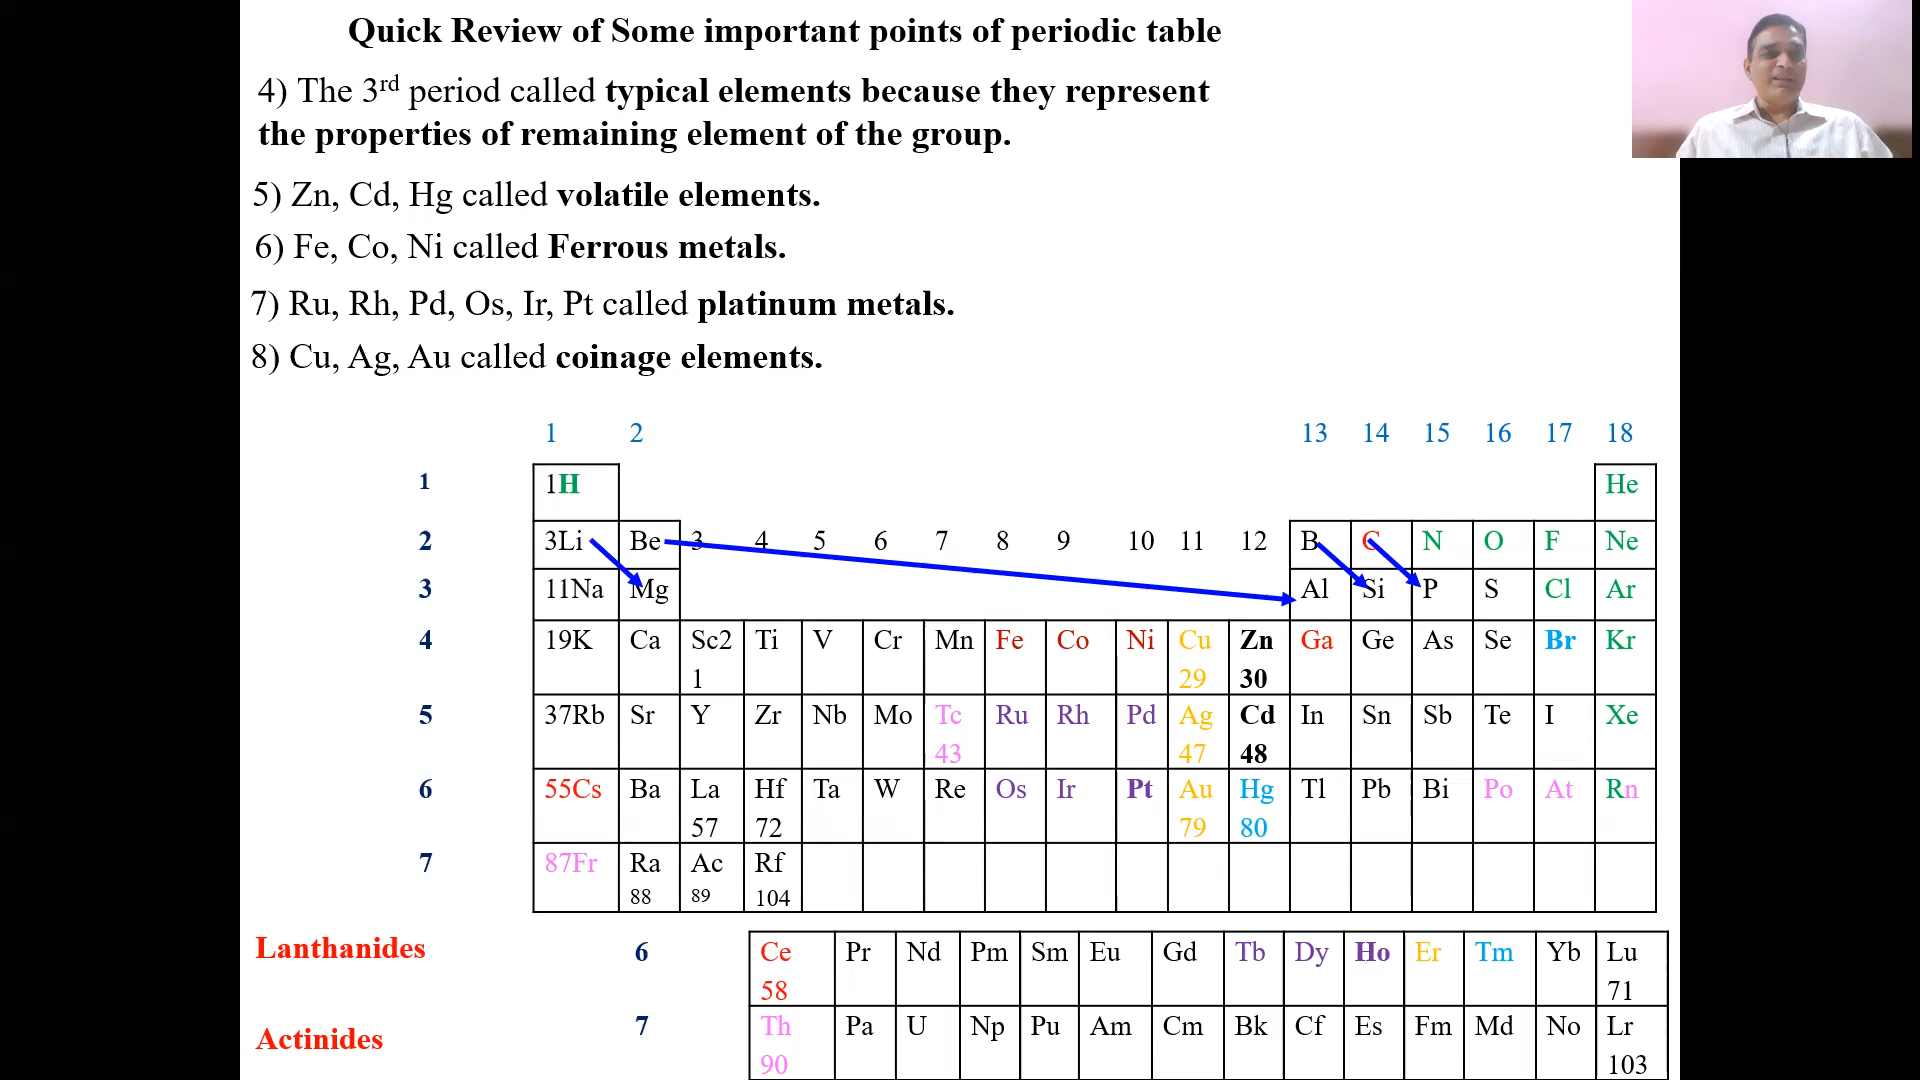 Quick Review of Some important points of periodic table
4) The 3rd period called typical elements because they represent
the properties of remaining element of the group.
5) Zn, Cd, Hg called volatile elements.
6) Fe, Co, Ni called Ferrous metals.
7) Ru, Rh, Pd, Os, Ir, Pt called platinum metals.
8) Cu, Ag, Au called coinage elements.
1 2 13 14 15 16 17 18
1 1H He
2 3Li Be 3 4 5 6 7 8 9 10 11 12 B C N O F Ne
3 11Na Mg Al Si P S Cl Ar
4 19K Ca Sc2 Ti V Cr Mn Fe Co Ni Cu Zn Ga Ge As Se Br Kr
1 29 30
5 37Rb Sr Y Zr Nb Mo Tc Ru Rh Pd Ag Cd In Sn Sb Te I Xe
43 47 48
6 55Cs Ba La Hf Ta W Re Os Ir Pt Au Hg Tl Pb Bi Po At Rn
57 72 79 80
7 87Fr Ra Ac Rf
88 89 104
Lanthanides 6 Ce Pr Nd Pm Sm Eu Gd Tb Dy Ho Er Tm Yb Lu
58 71
Actinides 7 Th Pa U Np Pu Am Cm Bk Cf Es Fm Md No Lr
90 103